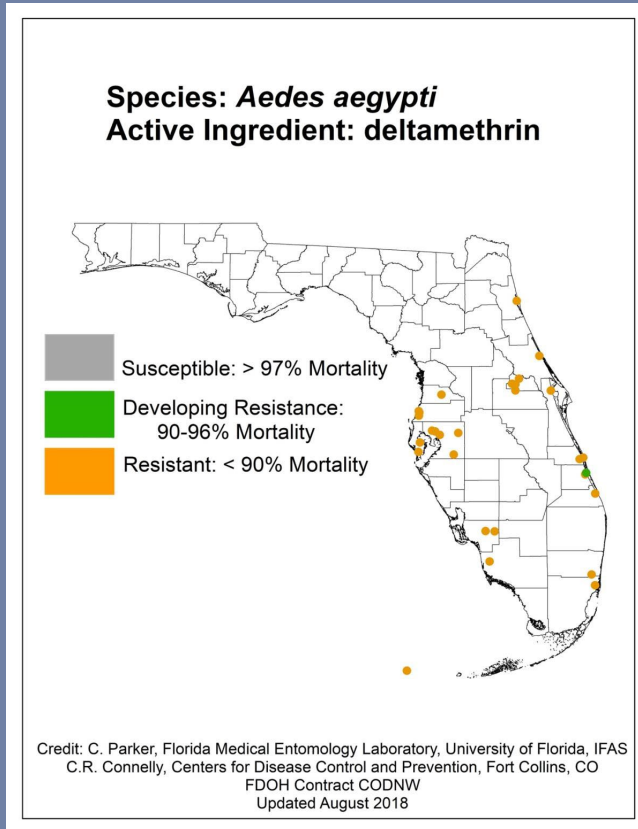 Species: Aedes aegypti
Active Ingredient: deltamethrin
Susceptible: > 97% Mortality
Developing Resistance:
90-96% Mortality
Resistant: < 90% Mortality
Credit: C. Parker, Florida Medical Entomology Laboratory, University of Florida, IFAS
C.R. Connelly, Centers for Disease Control and Prevention, Fort Collins, CO
FDOH Contract CODNW
Updated August 2018